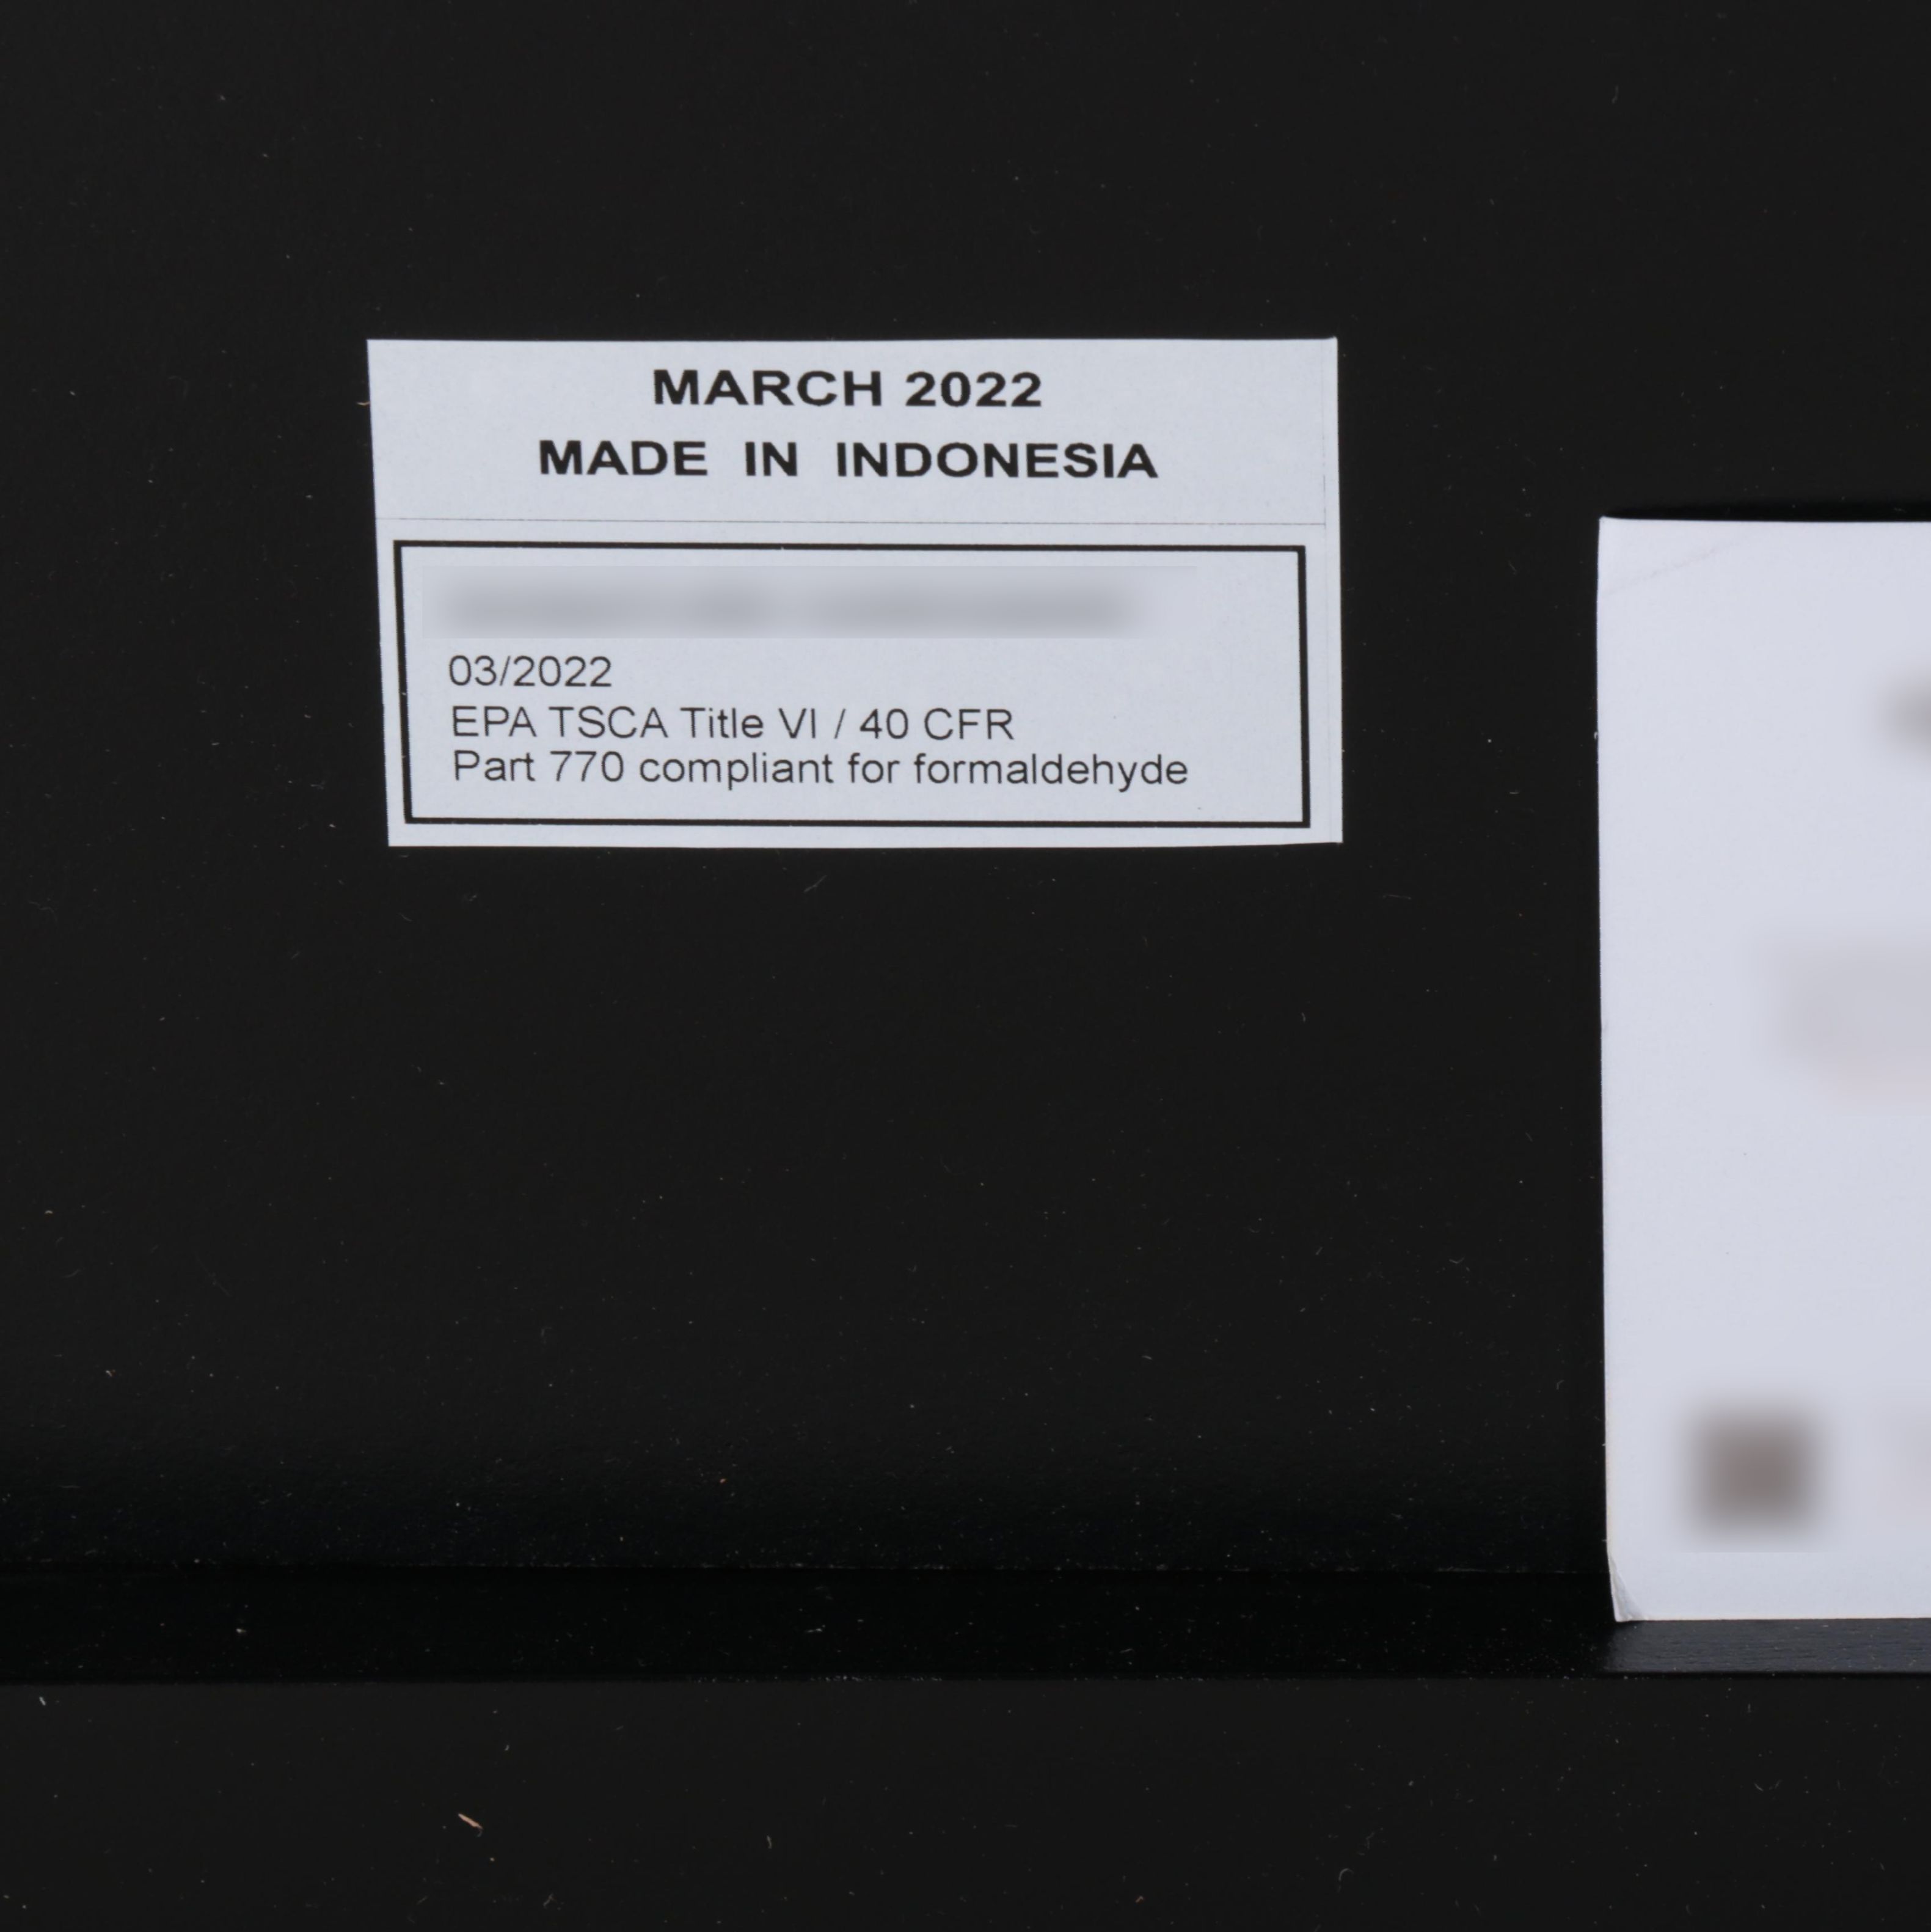 MARCH 2022
MADE IN INDONESIA
03/2022
EPA TSCA Title VI / 40 CFR
Part 770 compliant for formaldehyde